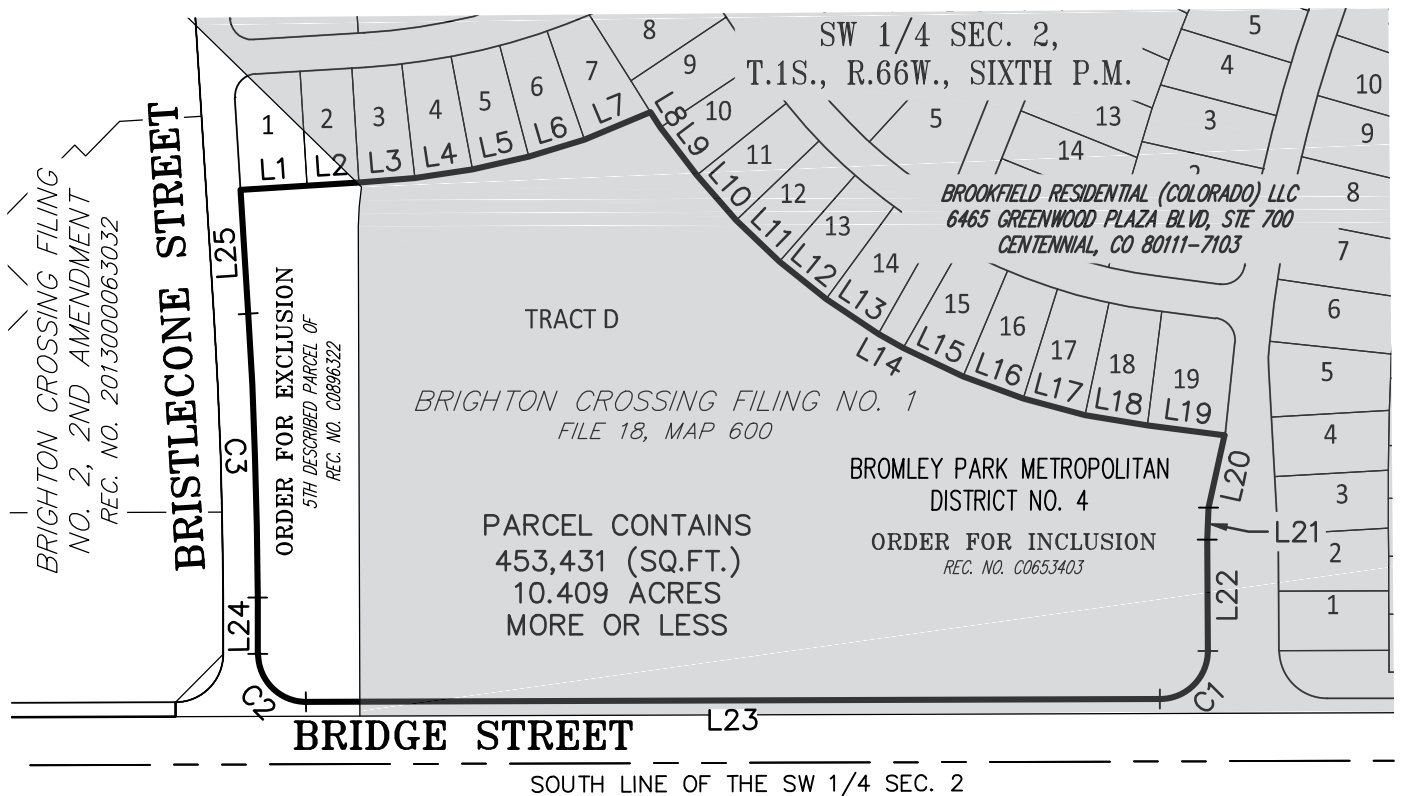 SW 1/4 SEC. 2,
T.1S., R.66W., SIXTH P.M.
BROOKFIELD RESIDENTIAL (COLORADO) LLC
6465 GREENWOOD PLAZA BLVD, STE 700
CENTENNIAL, CO 80111-7103
BRIGHTON CROSSING FILING
NO. 2, 2ND AMENDMENT
REC. NO. 2013000063032
BRISTLECONE STREET
ORDER FOR EXCLUSION
5TH DESCRIBED PARCEL OF
REC. NO. C0896322
TRACT D
BRIGHTON CROSSING FILING NO. 1
FILE 18, MAP 600
PARCEL CONTAINS
453,431 (SQ.FT.)
10.409 ACRES
MORE OR LESS
BROMLEY PARK METROPOLITAN
DISTRICT NO. 4
ORDER FOR INCLUSION
REC. NO. C0653403
1
2
3
4
5
6
7
8
9
10
11
12
13
14
15
16
17
18
19
L1
L2
L3
L4
L5
L6
L7
L8
L9
L10
L11
L12
L13
L14
L15
L16
L17
L18
L19
L20
L21
L22
C1
L23
C2
L24
C3
L25
5
13
14
5
4
3
2
10
9
8
7
6
5
4
3
2
1
BRIDGE STREET
SOUTH LINE OF THE SW 1/4 SEC. 2